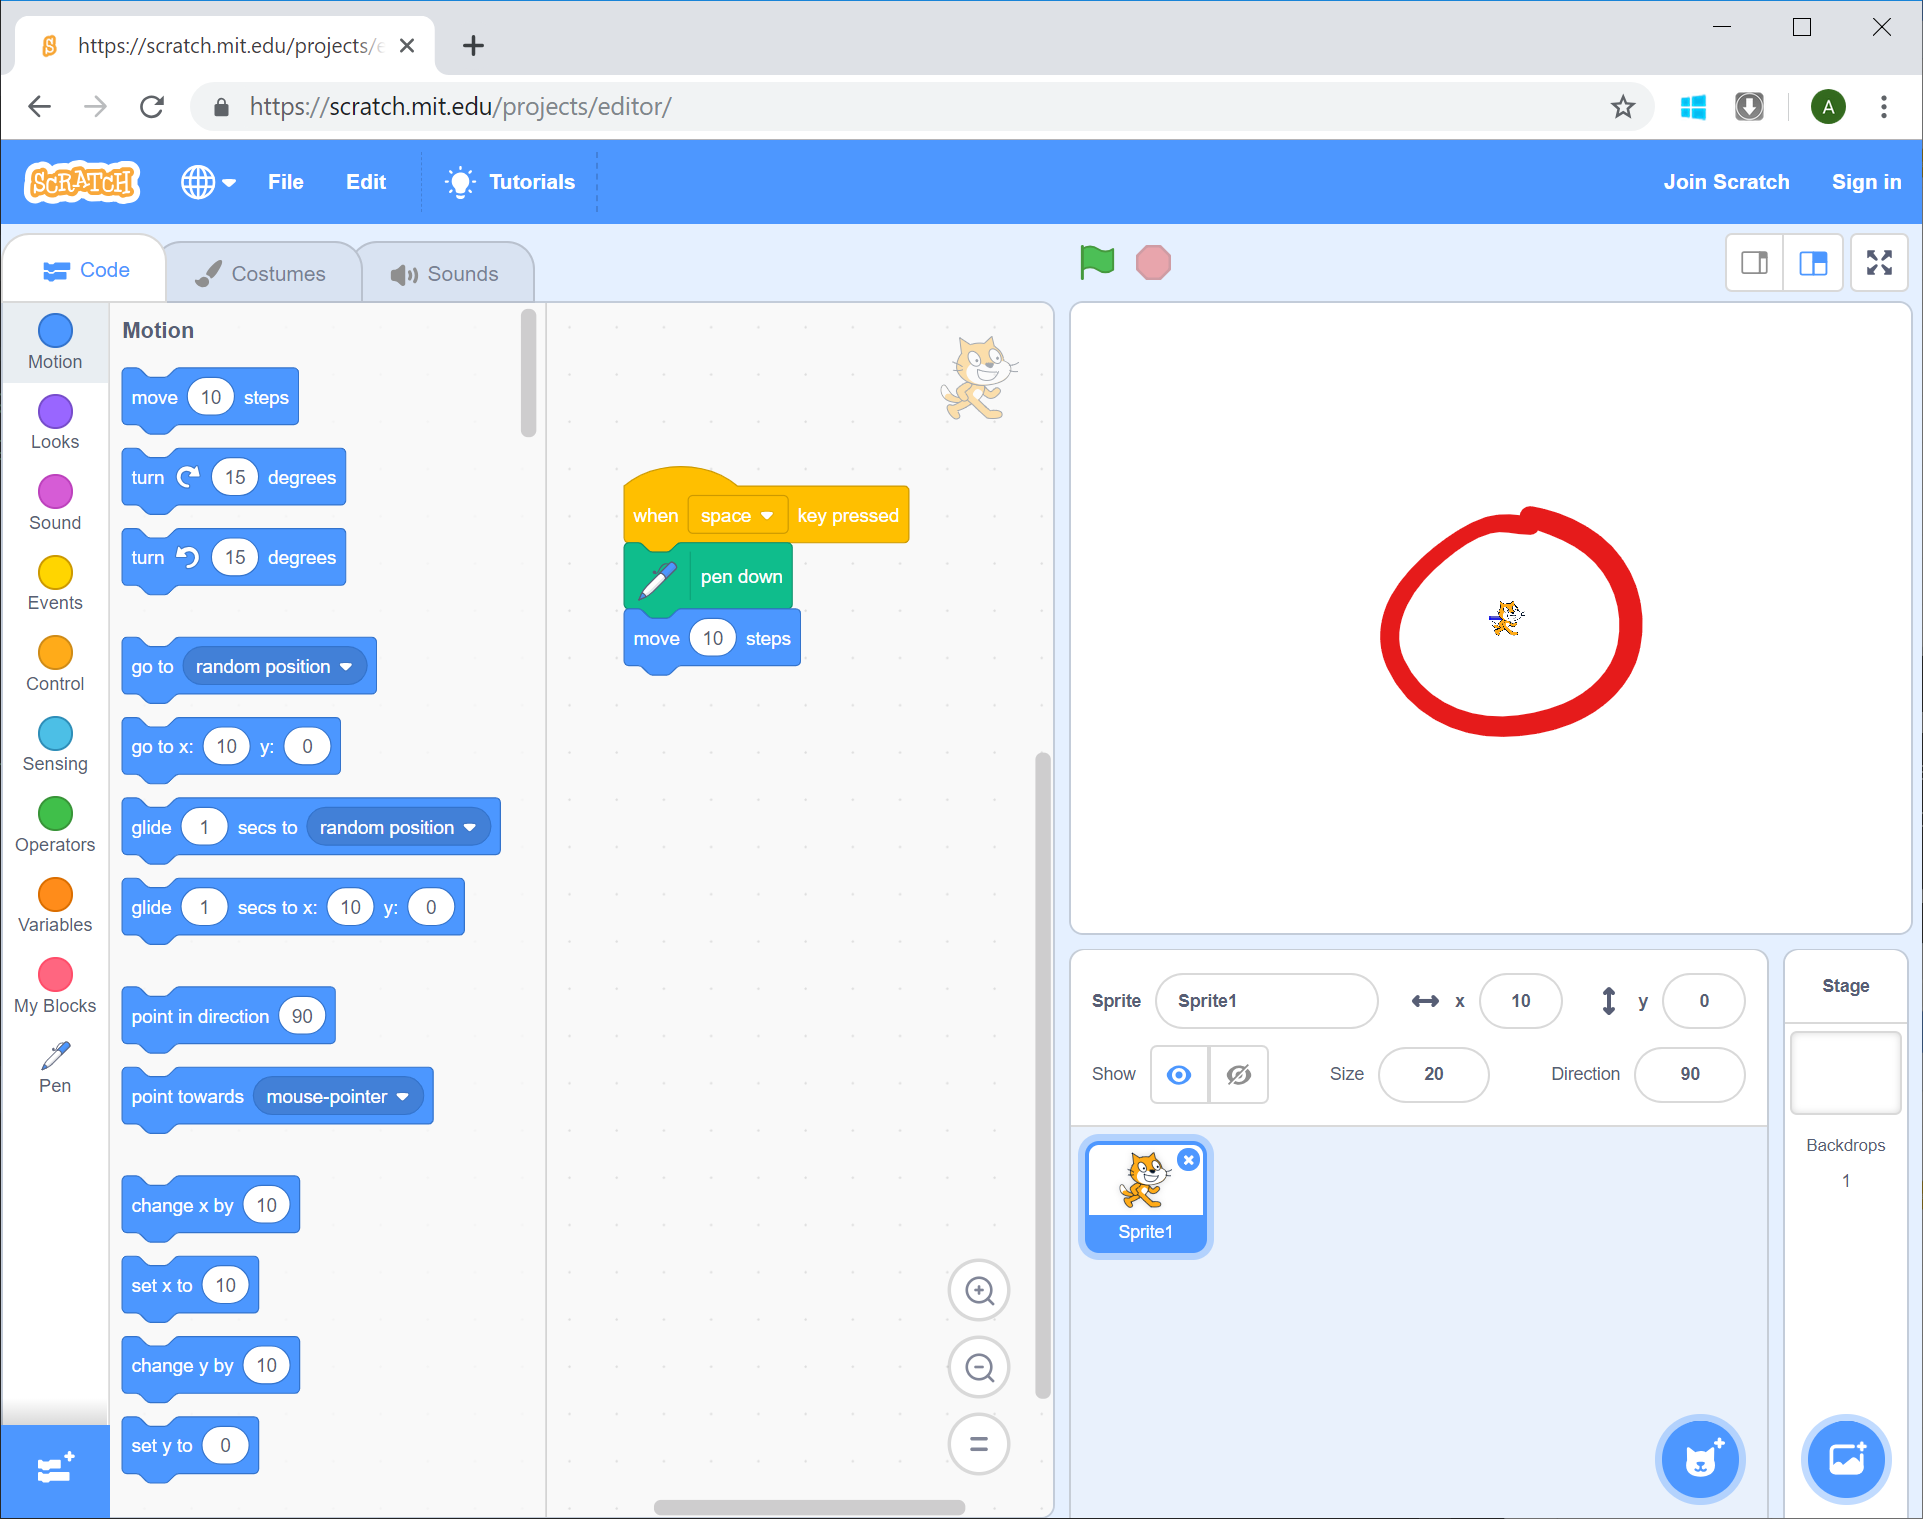 https://scratch.mit.edu/projects/e
https://scratch.mit.edu/projects/editor/
A
SCRATCH
File
Edit
Tutorials
Join Scratch
Sign in
Code
Costumes
Sounds
Motion
Looks
Sound
Events
Control
Sensing
Operators
Variables
My Blocks
Pen
Motion
move 10 steps
turn 15 degrees
turn 15 degrees
go to random position
go to x: 10 y: 0
glide 1 secs to random position
glide 1 secs to x: 10 y: 0
point in direction 90
point towards mouse-pointer
change x by 10
set x to 10
change y by 10
set y to 0
when space key pressed
pen down
move 10 steps
Sprite Sprite1 x 10 y 0
Show Size 20 Direction 90
Sprite1
Stage
Backdrops
1